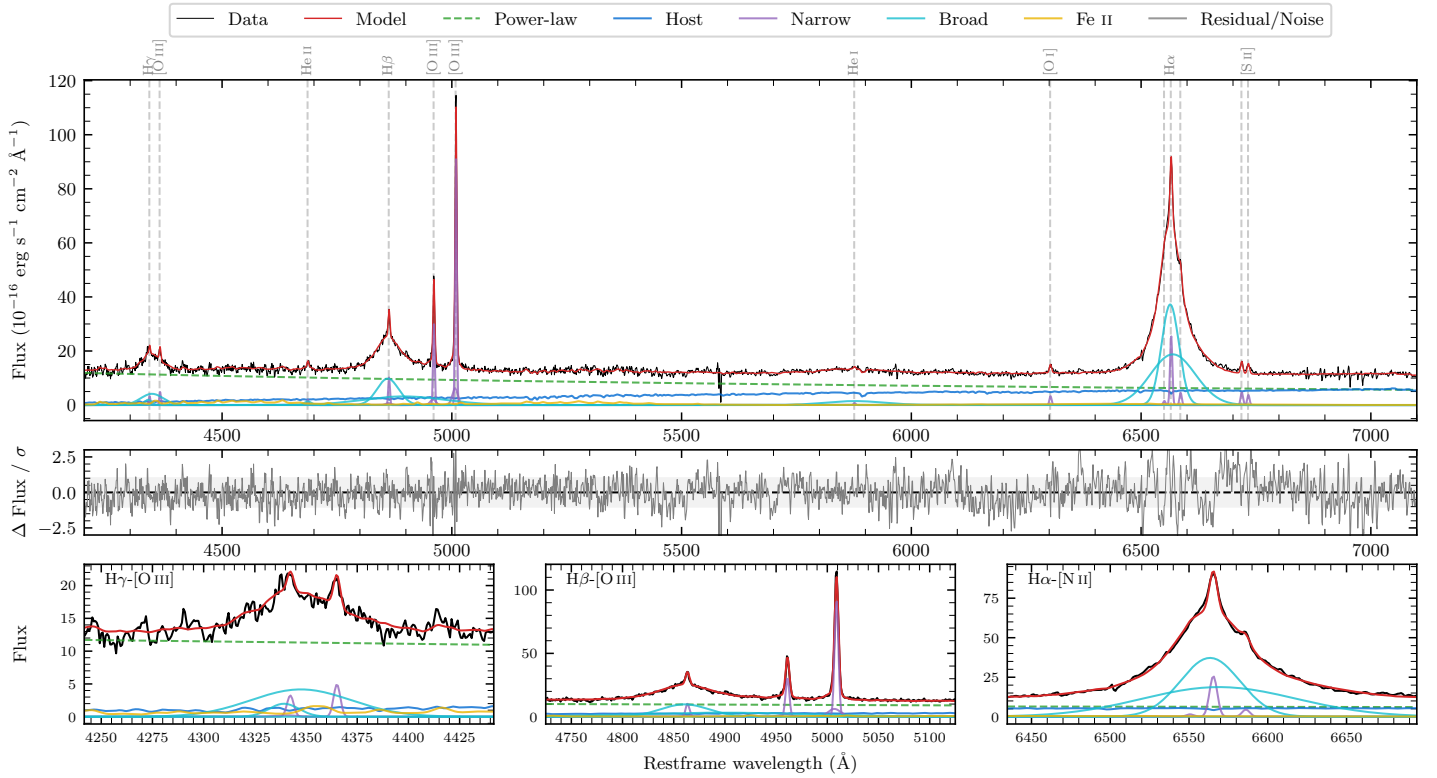 Data Model Power-law Host Narrow Broad Fe II Residual/Noise
Hγ [O III] He II Hβ [O III] [O III] He I [O I] Hα [S II]
Flux (10⁻¹⁶ erg s⁻¹ cm⁻² Å⁻¹)
120
100
80
60
40
20
0
4500 5000 5500 6000 6500 7000
Δ Flux / σ
2.5
0.0
−2.5
4500 5000 5500 6000 6500 7000
Flux
Hγ-[O III]
20
15
10
5
0
4250 4275 4300 4325 4350 4375 4400 4425
Hβ-[O III]
100
50
0
4750 4800 4850 4900 4950 5000 5050 5100
Hα-[N II]
75
50
25
0
6450 6500 6550 6600 6650
Restframe wavelength (Å)